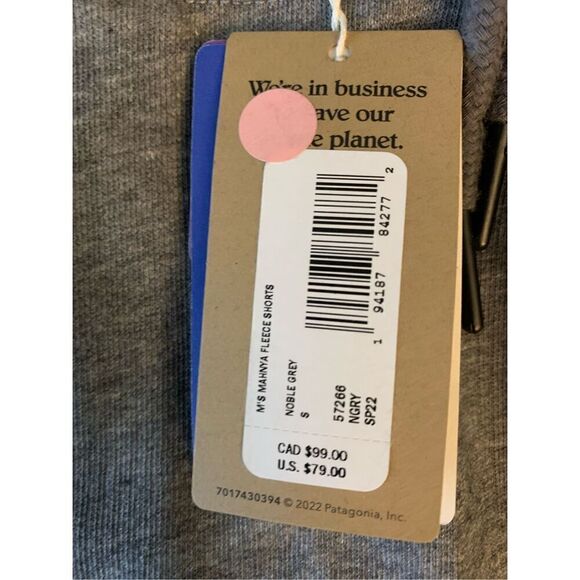 We're in business
ave our
planet.
M'S MAHNYA FLEECE SHORTS
NOBLE GREY
S
57266
NGRY
SP22
1 94187 84277 2
CAD $99.00
U.S. $79.00
7017430394 © 2022 Patagonia, Inc.